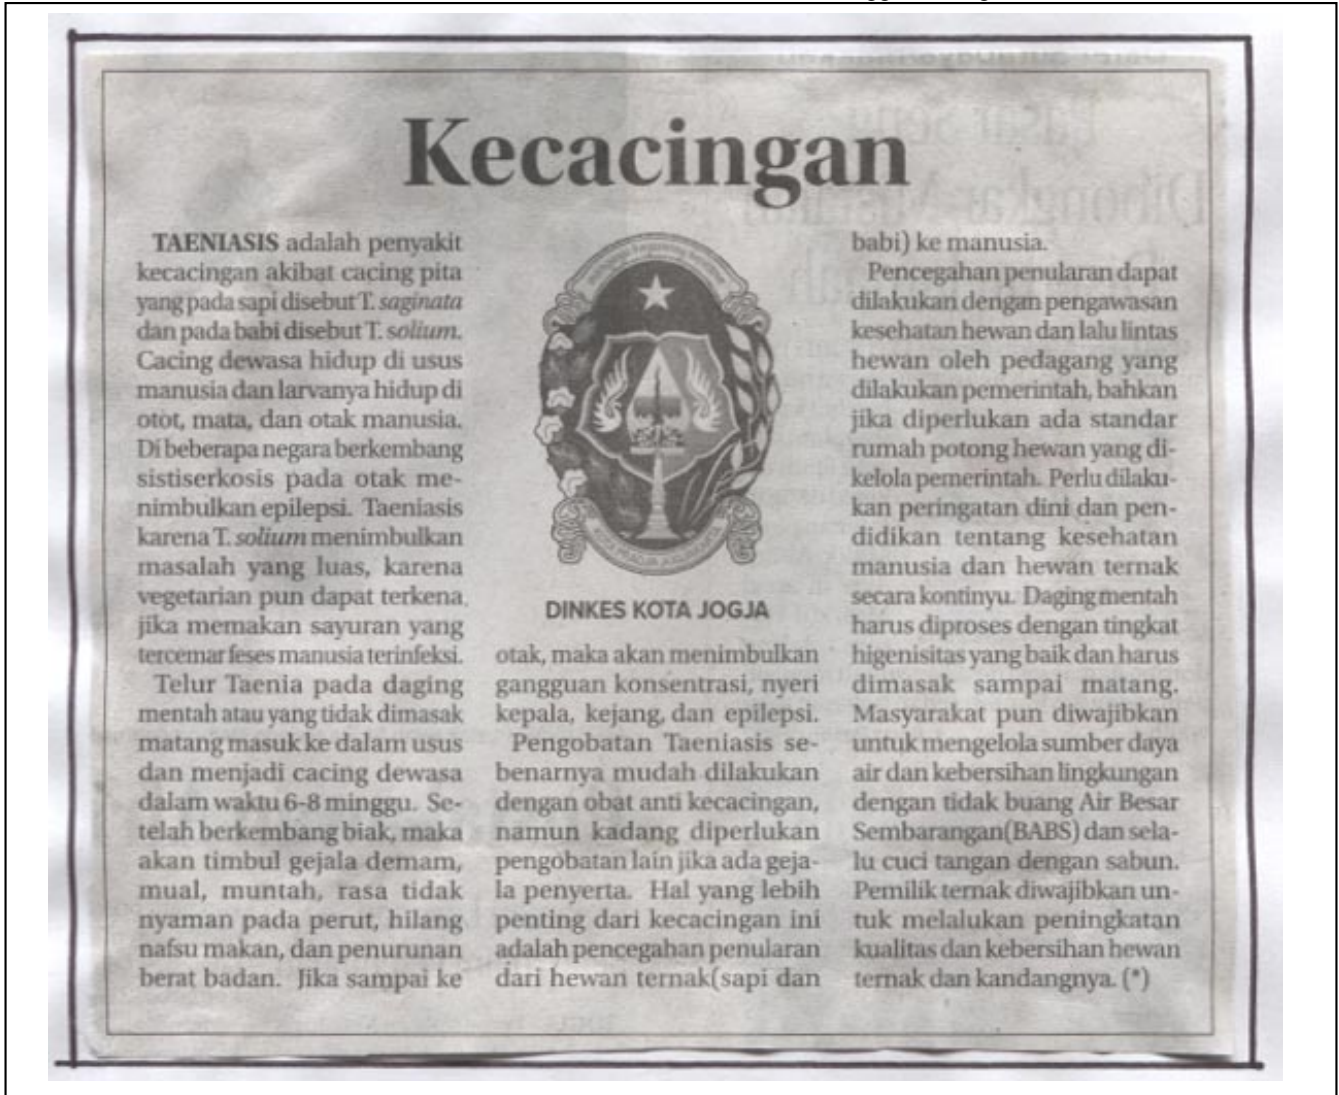 Kecacingan
TAENIASIS adalah penyakit
kecacingan akibat cacing pita
yang pada sapi disebut T. saginata
dan pada babi disebut T. solium.
Cacing dewasa hidup di usus
manusia dan larvanya hidup di
otot, mata, dan otak manusia.
Di beberapa negara berkembang
sistiserkosis pada otak me-
nimbulkan epilepsi. Taeniasis
karena T. solium menimbulkan
masalah yang luas, karena
vegetarian pun dapat terkena
jika memakan sayuran yang
tercemar feses manusia terinfeksi.
Telur Taenia pada daging
mentah atau yang tidak dimasak
matang masuk ke dalam usus
dan menjadi cacing dewasa
dalam waktu 6-8 minggu. Se-
telah berkembang biak, maka
akan timbul gejala demam,
mual, muntah, rasa tidak
nyaman pada perut, hilang
nafsu makan, dan penurunan
berat badan. Jika sampai ke
DINKES KOTA JOGJA
otak, maka akan menimbulkan
gangguan konsentrasi, nyeri
kepala, kejang, dan epilepsi.
Pengobatan Taeniasis se-
benarnya mudah dilakukan
dengan obat anti kecacingan,
namun kadang diperlukan
pengobatan lain jika ada geja-
la penyerta. Hal yang lebih
penting dari kecacingan ini
adalah pencegahan penularan
dari hewan ternak(sapi dan
babi) ke manusia.
Pencegahan penularan dapat
dilakukan dengan pengawasan
kesehatan hewan dan lalu lintas
hewan oleh pedagang yang
dilakukan pemerintah, bahkan
jika diperlukan ada standar
rumah potong hewan yang di-
kelola pemerintah. Perlu dilaku-
kan peringatan dini dan pen-
didikan tentang kesehatan
manusia dan hewan ternak
secara kontinyu. Daging mentah
harus diproses dengan tingkat
higenisitas yang baik dan harus
dimasak sampai matang.
Masyarakat pun diwajibkan
untuk mengelola sumber daya
air dan kebersihan lingkungan
dengan tidak buang Air Besar
Sembarangan(BABS) dan sela-
lu cuci tangan dengan sabun.
Pemilik ternak diwajibkan un-
tuk melalukan peningkatan
kualitas dan kebersihan hewan
ternak dan kandangnya. (*)